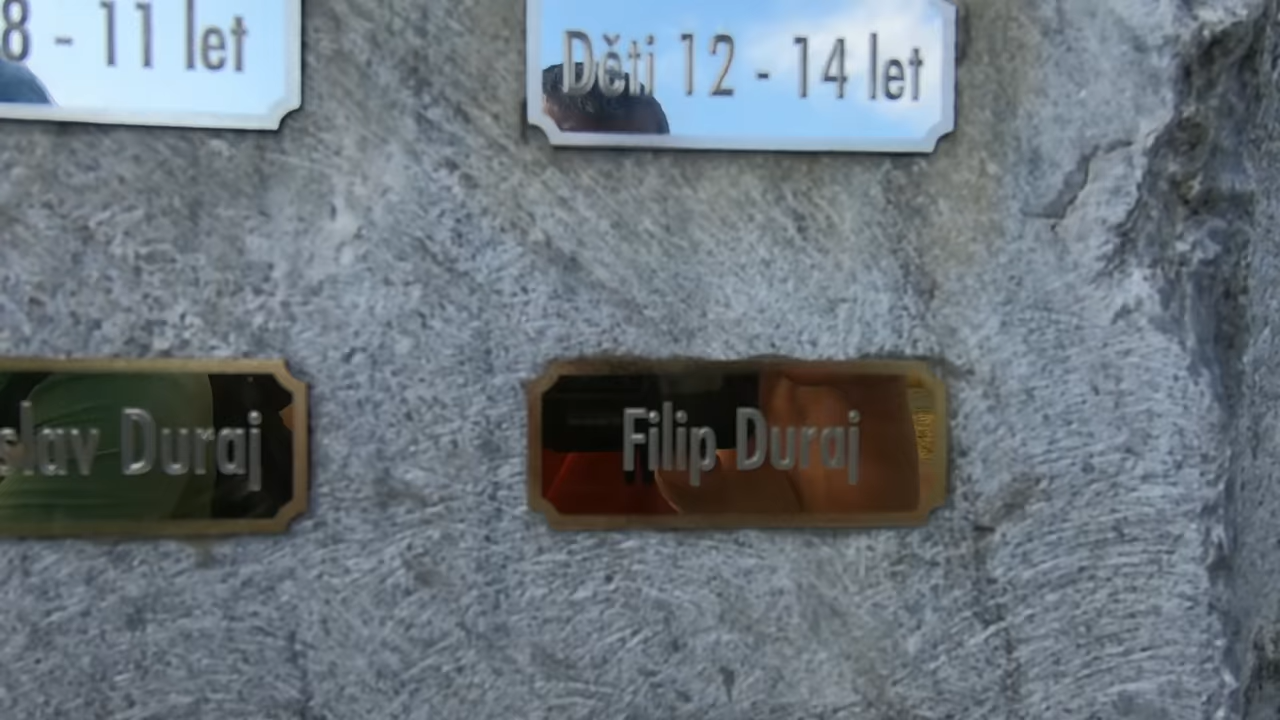 8 - 11 let
Děti 12 - 14 let
slav Duraj
Filip Duraj